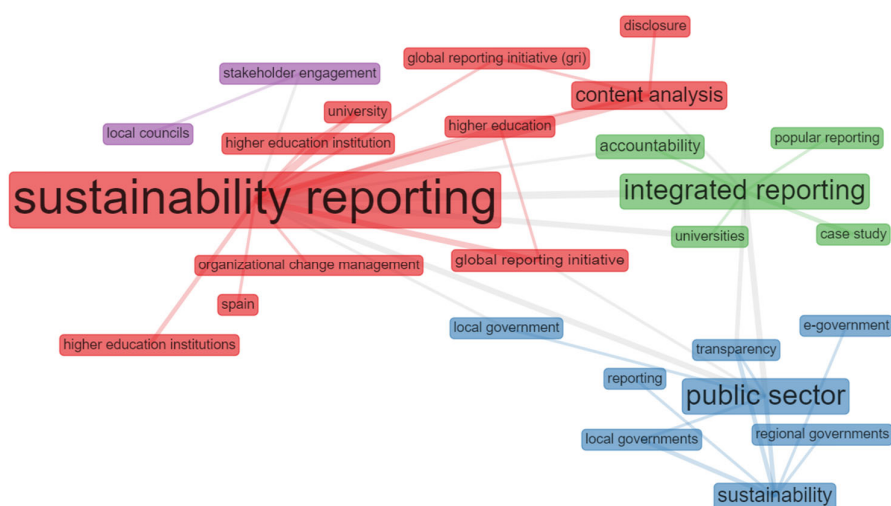 disclosure
global reporting initiative (gri)
stakeholder engagement
content analysis
university
local councils
higher education
popular reporting
higher education institution
accountability
sustainability reporting
integrated reporting
universities
case study
organizational change management
global reporting initiative
spain
local government
e-government
higher education institutions
transparency
reporting
public sector
local governments
regional governments
sustainability